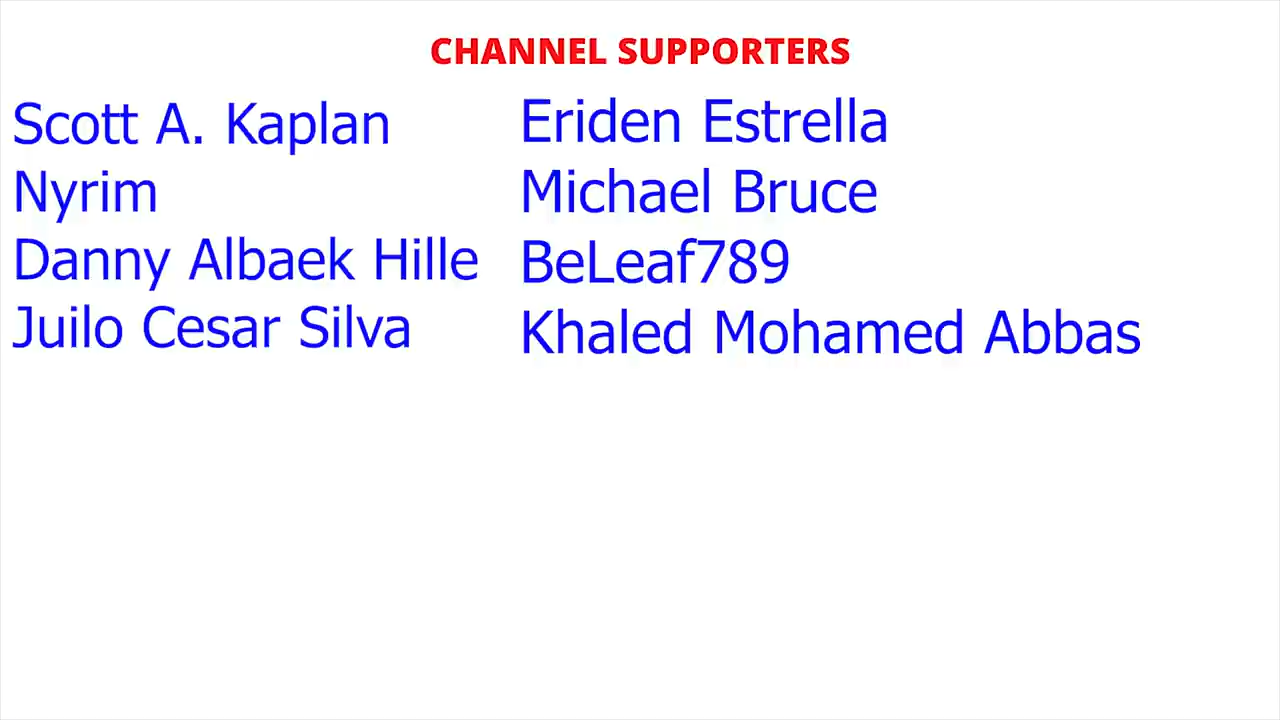 CHANNEL SUPPORTERS
Scott A. Kaplan
Nyrim
Danny Albaek Hille
Juilo Cesar Silva
Eriden Estrella
Michael Bruce
BeLeaf789
Khaled Mohamed Abbas